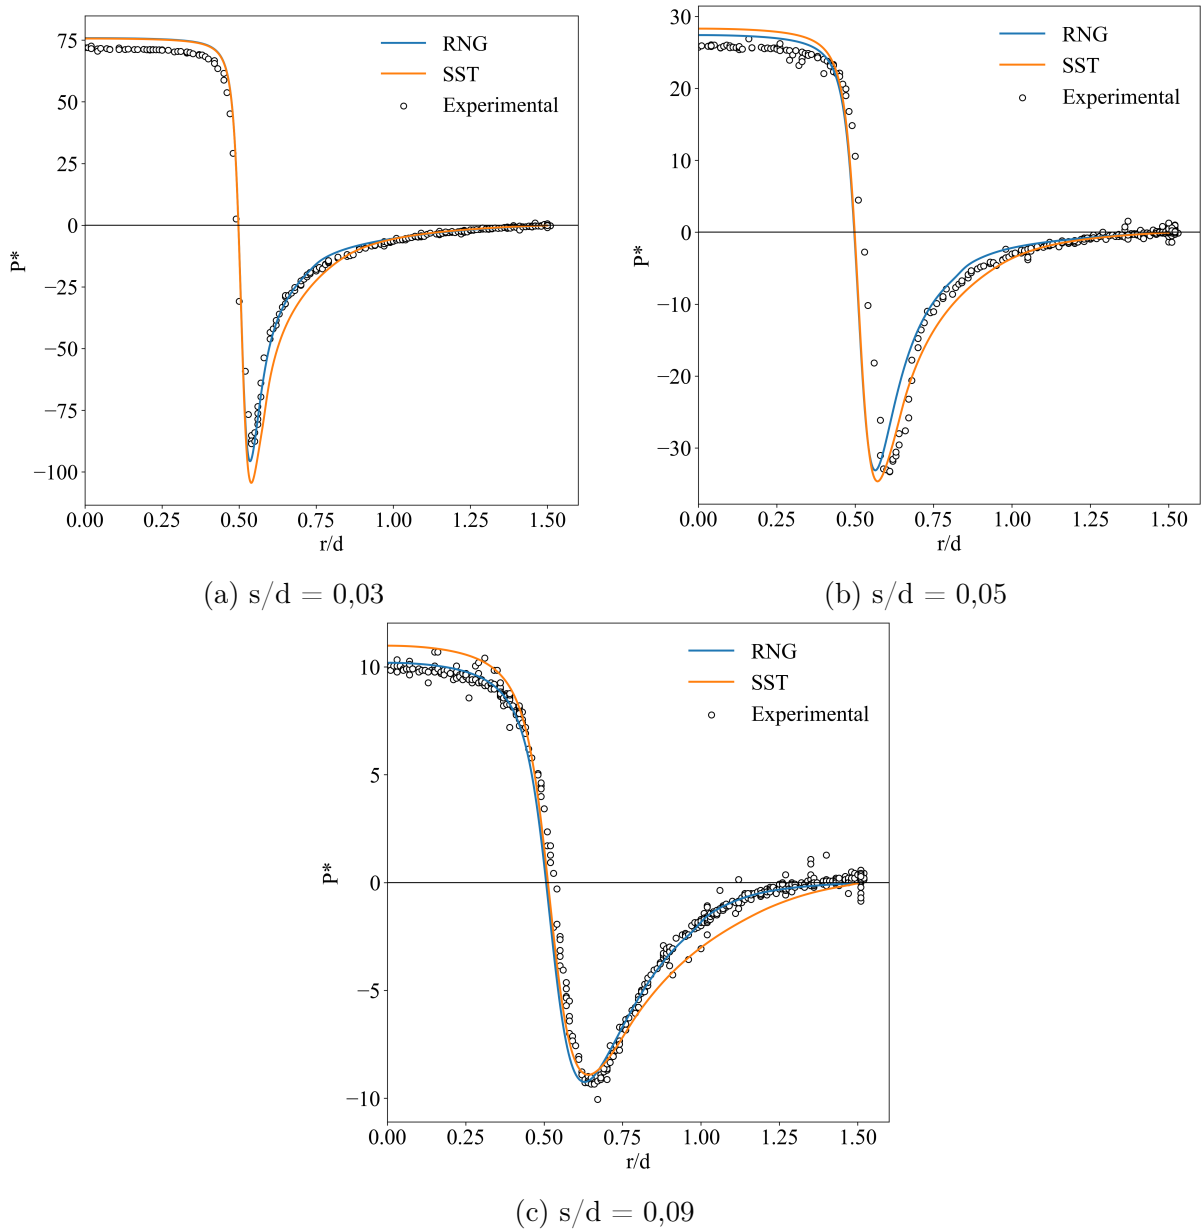 75
50
25
0
−25
−50
−75
−100
P*
RNG
SST
Experimental
0.00 0.25 0.50 0.75 1.00 1.25 1.50
r/d
(a) s/d = 0,03
30
20
10
0
−10
−20
−30
P*
RNG
SST
Experimental
0.00 0.25 0.50 0.75 1.00 1.25 1.50
r/d
(b) s/d = 0,05
10
5
0
−5
−10
P*
RNG
SST
Experimental
0.00 0.25 0.50 0.75 1.00 1.25 1.50
r/d
(c) s/d = 0,09